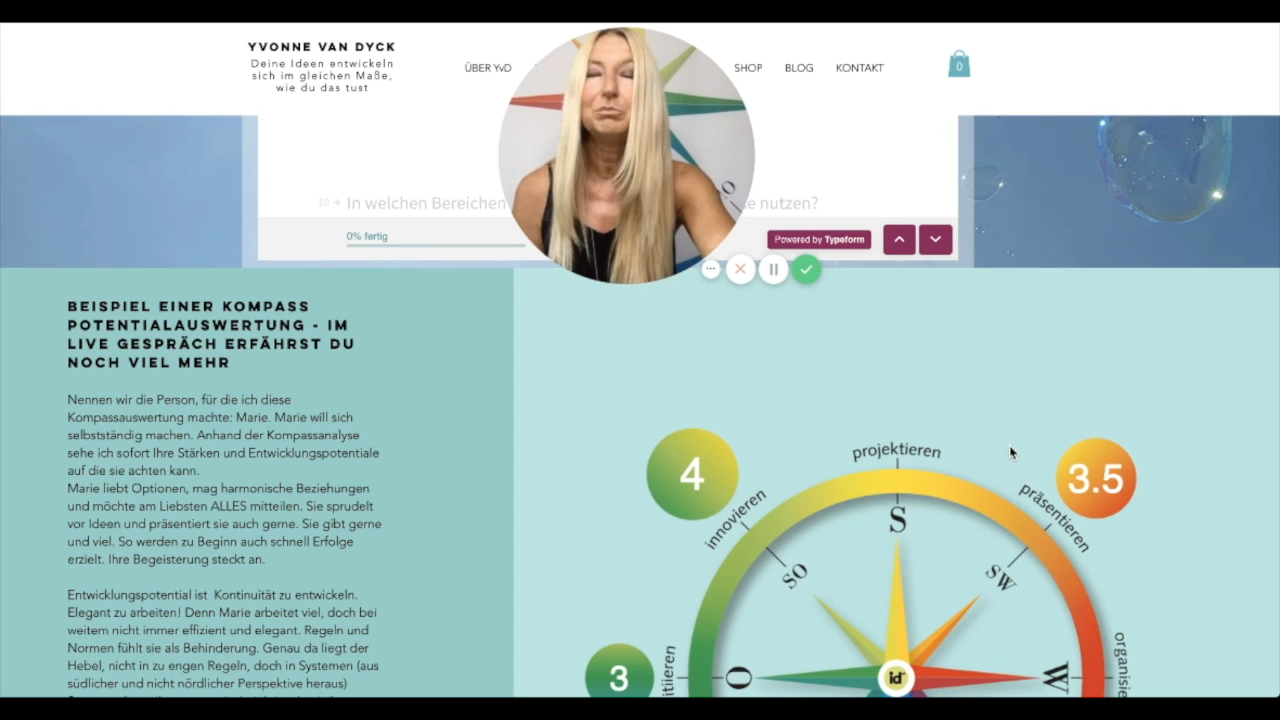 YVONNE VAN DYCK
Deine Ideen entwickeln
sich im gleichen Maße,
wie du das tust
ÜBER YvD
SHOP
BLOG
KONTAKT
0
10 → In welchen Bereichen
e nutzen?
0% fertig
Powered by Typeform
BEISPIEL EINER KOMPASS
POTENTIALAUSWERTUNG - IM
LIVE GESPRÄCH ERFÄHRST DU
NOCH VIEL MEHR
Nennen wir die Person, für die ich diese
Kompassauswertung machte: Marie. Marie will sich
selbstständig machen. Anhand der Kompassanalyse
sehe ich sofort Ihre Stärken und Entwicklungspotentiale
auf die sie achten kann.
Marie liebt Optionen, mag harmonische Beziehungen
und möchte am Liebsten ALLES mitteilen. Sie sprudelt
vor Ideen und präsentiert sie auch gerne. Sie gibt gerne
und viel. So werden zu Beginn auch schnell Erfolge
erzielt. Ihre Begeisterung steckt an.
Entwicklungspotential ist Kontinuität zu entwickeln.
Elegant zu arbeiten! Denn Marie arbeitet viel, doch bei
weitem nicht immer effizient und elegant. Regeln und
Normen fühlt sie als Behinderung. Genau da liegt der
Hebel, nicht in zu engen Regeln, doch in Systemen (aus
südlicher und nicht nördlicher Perspektive heraus)
4
innovieren
projektieren
präsentieren
3.5
S
SO
SW
3
itiieren
O
id
W
organisie